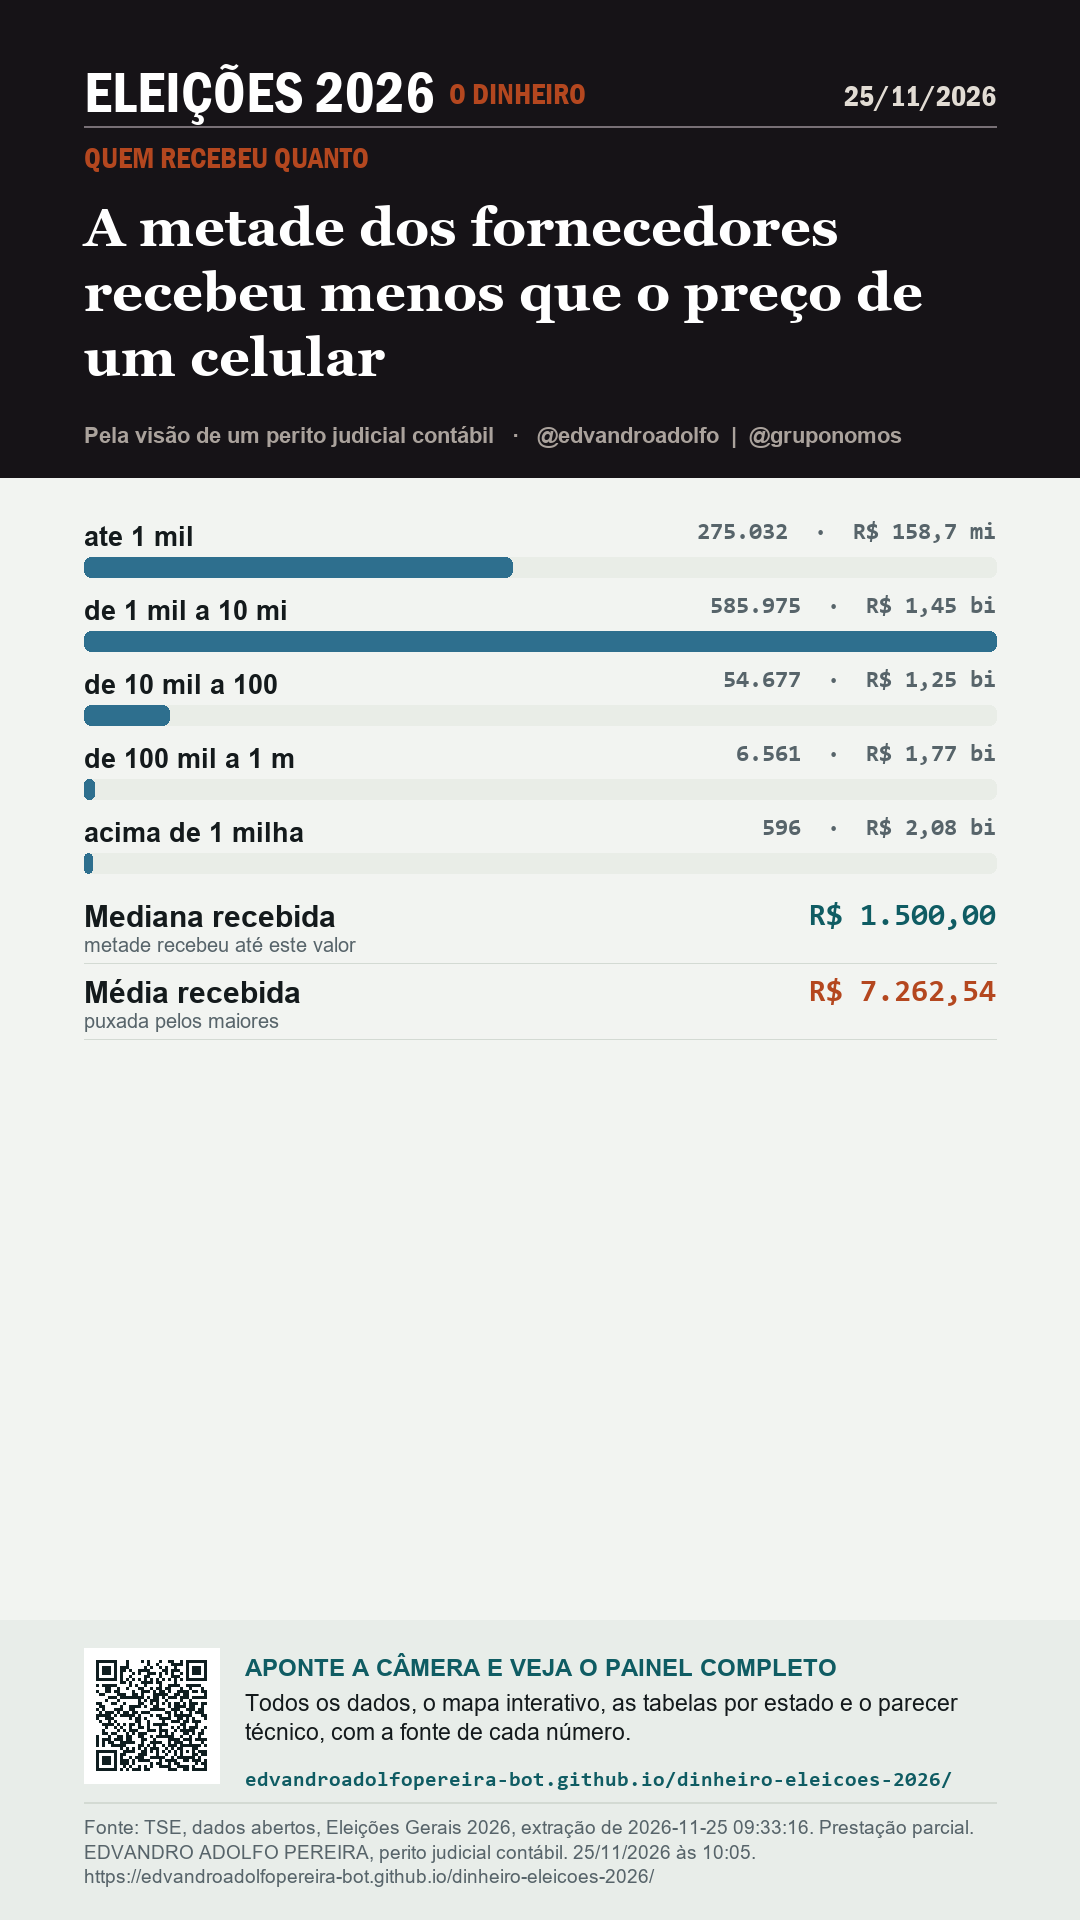 ELEIÇÕES 2026 O DINHEIRO 25/11/2026
QUEM RECEBEU QUANTO
A metade dos fornecedores
recebeu menos que o preço de
um celular
Pela visão de um perito judicial contábil · @edvandroadolfo | @gruponomos
ate 1 mil 275.032 · R$ 158,7 mi
de 1 mil a 10 mi 585.975 · R$ 1,45 bi
de 10 mil a 100 54.677 · R$ 1,25 bi
de 100 mil a 1 m 6.561 · R$ 1,77 bi
acima de 1 milha 596 · R$ 2,08 bi
Mediana recebida R$ 1.500,00
metade recebeu até este valor
Média recebida R$ 7.262,54
puxada pelos maiores
APONTE A CÂMERA E VEJA O PAINEL COMPLETO
Todos os dados, o mapa interativo, as tabelas por estado e o parecer
técnico, com a fonte de cada número.
edvandroadolfopereira-bot.github.io/dinheiro-eleicoes-2026/
Fonte: TSE, dados abertos, Eleições Gerais 2026, extração de 2026-11-25 09:33:16. Prestação parcial.
EDVANDRO ADOLFO PEREIRA, perito judicial contábil. 25/11/2026 às 10:05.
https://edvandroadolfopereira-bot.github.io/dinheiro-eleicoes-2026/